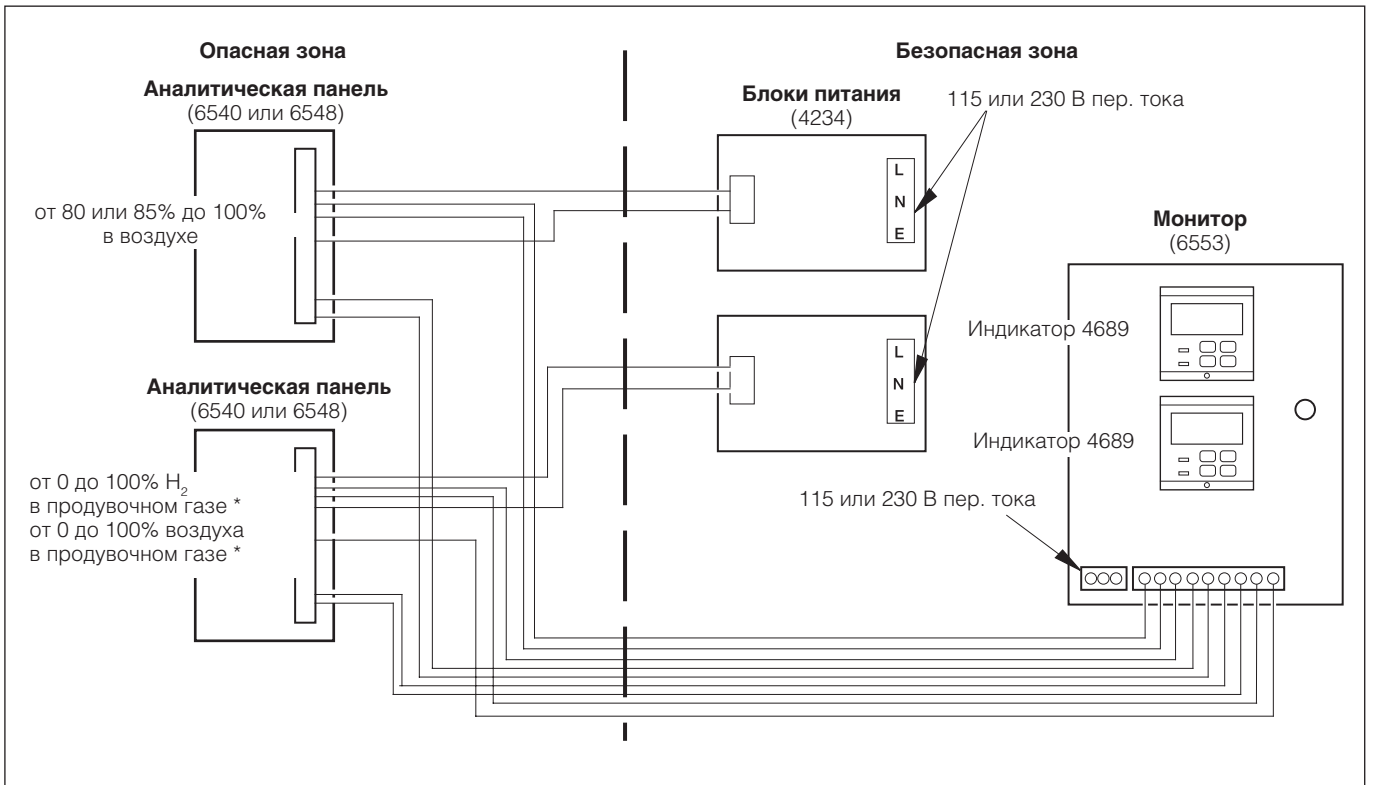 Опасная зона
Безопасная зона
Аналитическая панель
(6540 или 6548)
от 80 или 85% до 100%
в воздухе
Блоки питания
(4234)
115 или 230 В пер. тока
L
N
E
Монитор
(6553)
Индикатор 4689
L
N
E
Аналитическая панель
(6540 или 6548)
от 0 до 100% H₂
в продувочном газе *
от 0 до 100% воздуха
в продувочном газе *
Индикатор 4689
115 или 230 В пер. тока